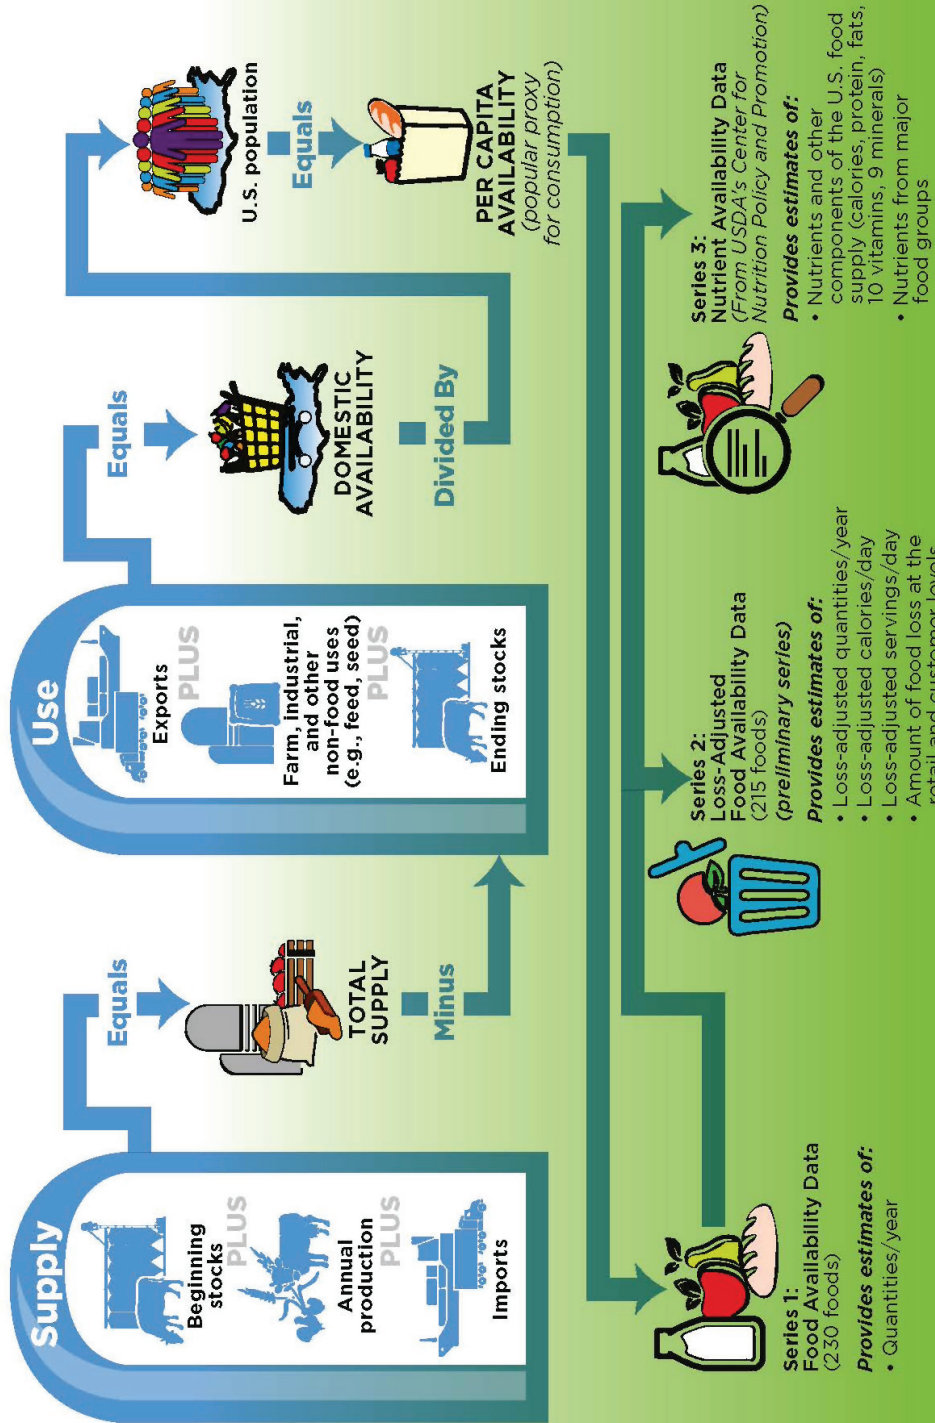 Supply
Beginning
stocks
PLUS
Annual
production
PLUS
Imports
Equals
TOTAL
SUPPLY
Minus
Use
Exports
PLUS
Farm, industrial,
and other
non-food uses
(e.g., feed, seed)
PLUS
Ending stocks
Equals
DOMESTIC
AVAILABILITY
Divided By
U.S. population
Equals
PER CAPITA
AVAILABILITY
(popular proxy
for consumption)
Series 1:
Food Availability Data
(230 foods)
Provides estimates of:
• Quantities/year
Series 2:
Loss-Adjusted
Food Availability Data
(215 foods)
(preliminary series)
Provides estimates of:
• Loss-adjusted quantities/year
• Loss-adjusted calories/day
• Loss-adjusted servings/day
• Amount of food loss at the
retail and customer levels
Series 3:
Nutrient Availability Data
(From USDA's Center for
Nutrition Policy and Promotion)
Provides estimates of:
• Nutrients and other
components of the U.S. food
supply (calories, protein, fats,
10 vitamins, 9 minerals)
• Nutrients from major
food groups